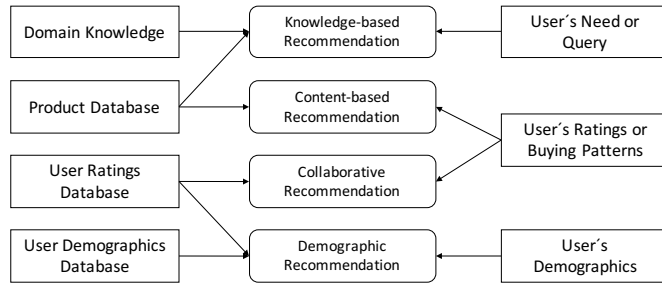 Domain Knowledge
Product Database
User Ratings
Database
User Demographics
Database
Knowledge-based
Recommendation
Content-based
Recommendation
Collaborative
Recommendation
Demographic
Recommendation
User´s Need or
Query
User´s Ratings or
Buying Patterns
User´s
Demographics